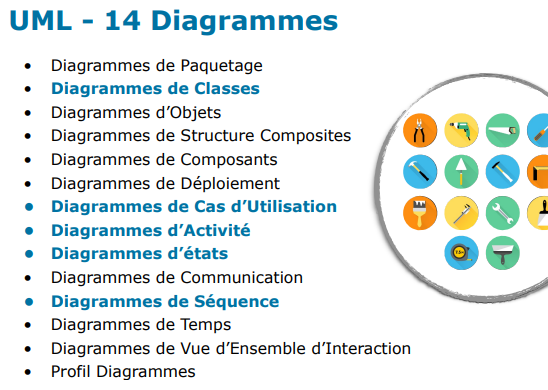 UML - 14 Diagrammes
• Diagrammes de Paquetage
• Diagrammes de Classes
• Diagrammes d’Objets
• Diagrammes de Structure Composites
• Diagrammes de Composants
• Diagrammes de Déploiement
• Diagrammes de Cas d’Utilisation
• Diagrammes d’Activité
• Diagrammes d’états
• Diagrammes de Communication
• Diagrammes de Séquence
• Diagrammes de Temps
• Diagrammes de Vue d’Ensemble d’Interaction
• Profil Diagrammes